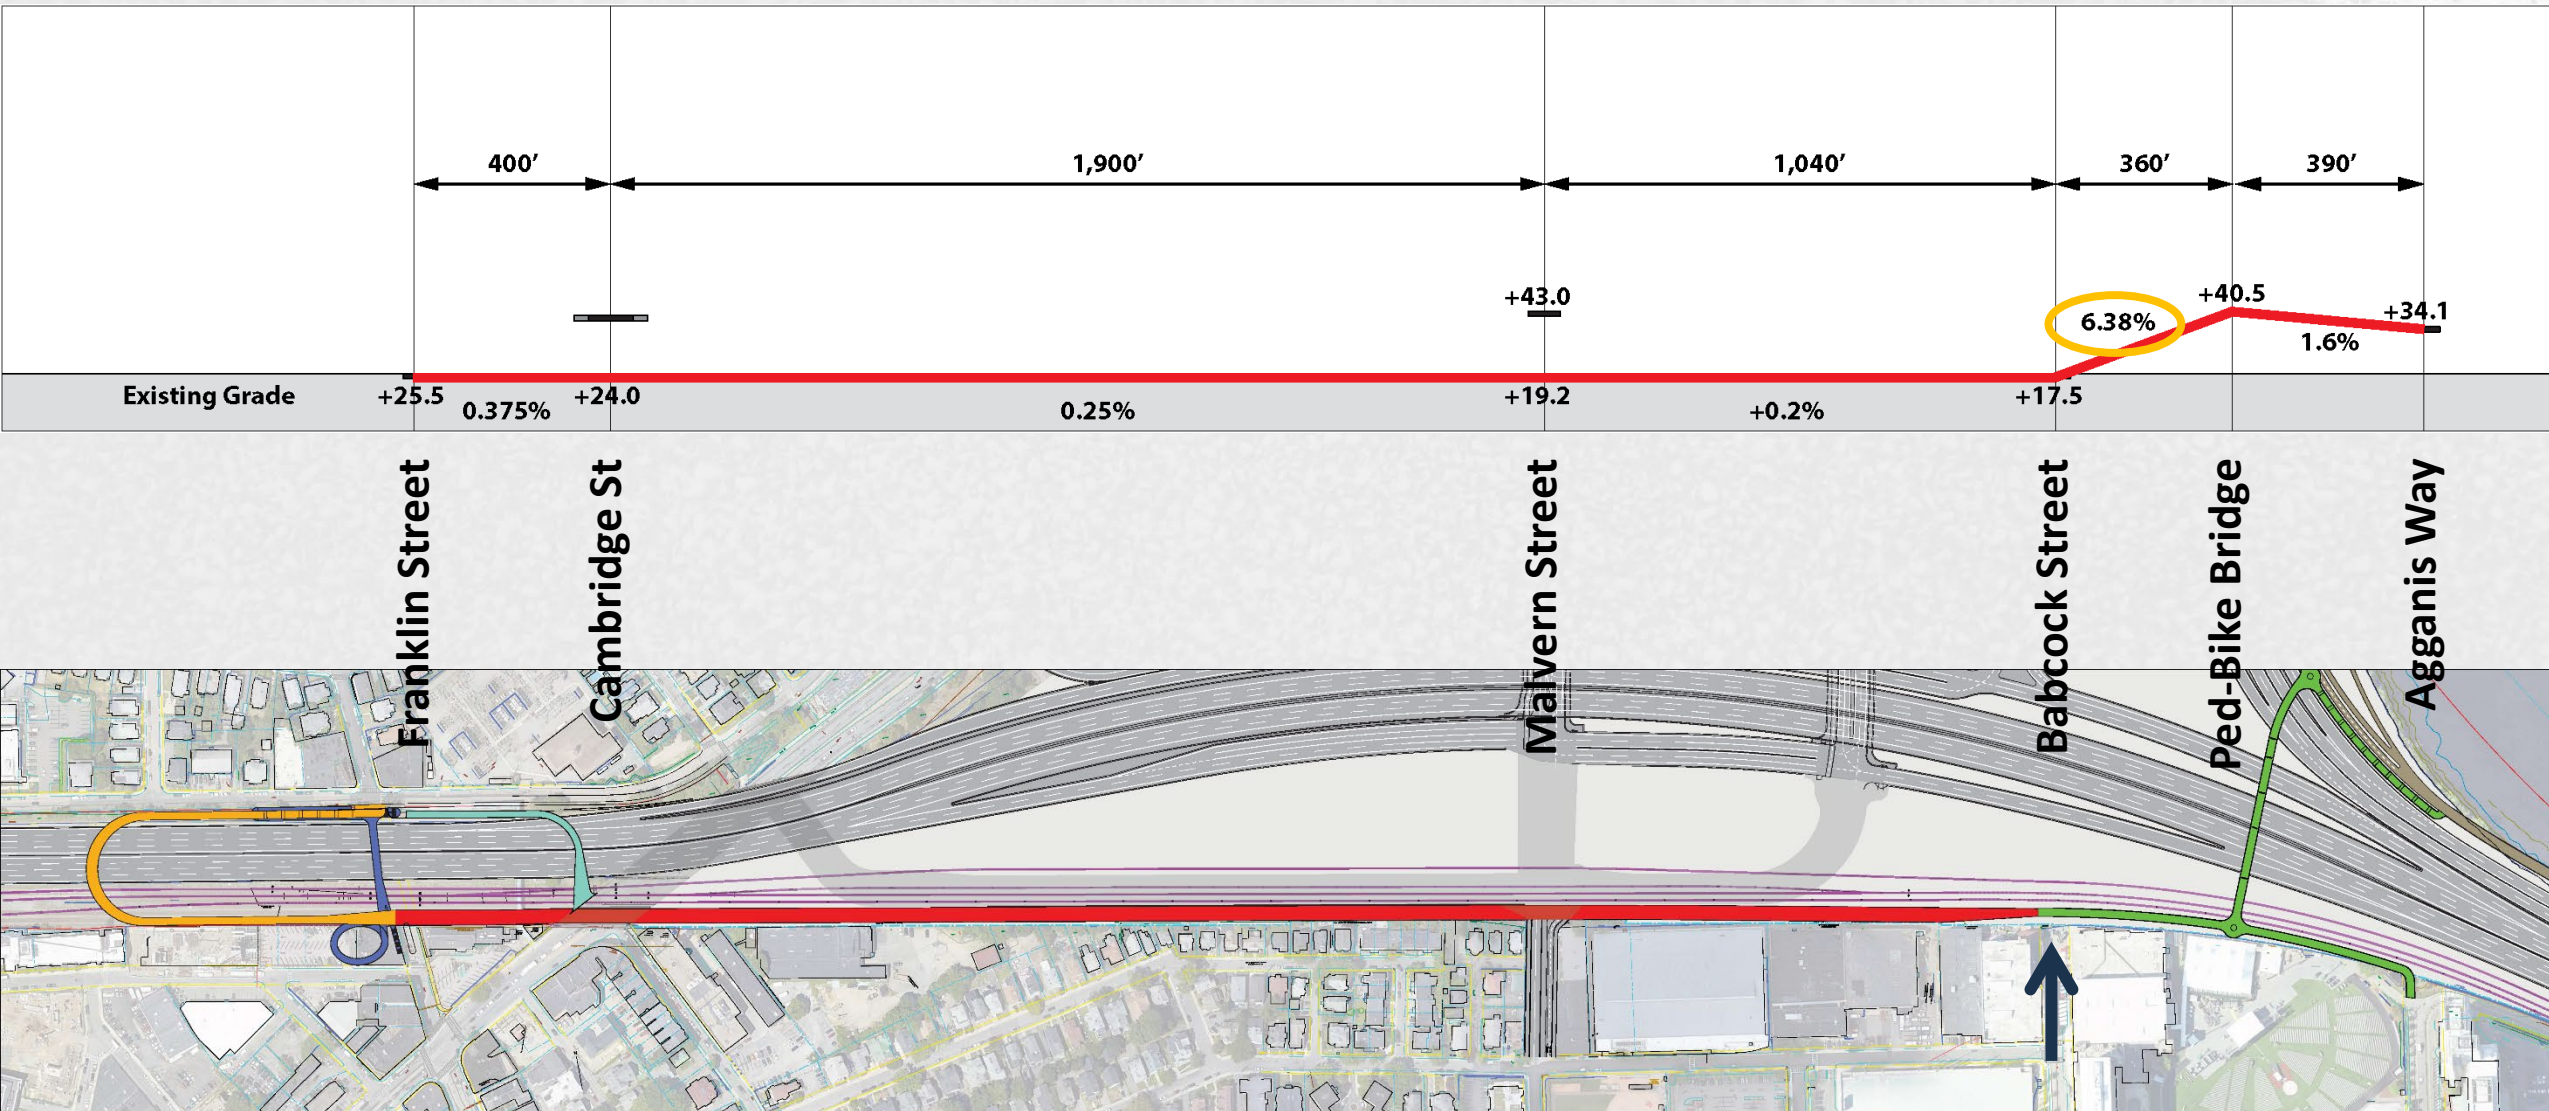 400’
1,900’
1,040’
360’
390’
+43.0
6.38%
+40.5
+34.1
1.6%
Existing Grade
+25.5
0.375%
+24.0
0.25%
+19.2
+0.2%
+17.5
Franklin Street
Cambridge St
Malvern Street
Babcock Street
Ped-Bike Bridge
Agganis Way